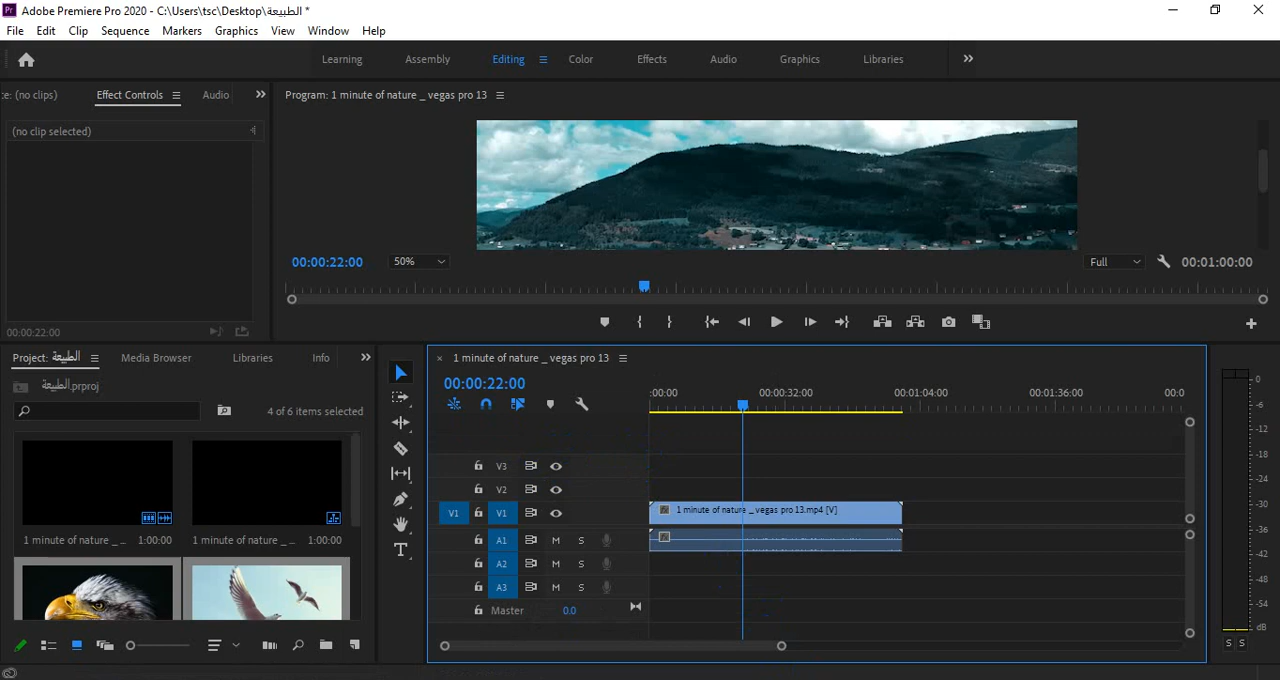 Pr Adobe Premiere Pro 2020 - C:\Users\tsc\Desktop\الطبيعة *
File Edit Clip Sequence Markers Graphics View Window Help
Learning Assembly Editing Color Effects Audio Graphics Libraries
ce: (no clips) Effect Controls Audio
Program: 1 minute of nature _ vegas pro 13
(no clip selected)
00:00:22:00 50% Full 00:01:00:00
00:00:22:00
Project: الطبيعة Media Browser Libraries Info
الطبيعة.prproj
4 of 6 items selected
1 minute of nature _ ... 1:00:00 1 minute of nature _ ... 1:00:00
× 1 minute of nature _ vegas pro 13
00:00:22:00
:00:00 00:00:32:00 00:01:04:00 00:01:36:00 00:0
V3
V2
V1 V1 1 minute of nature _ vegas pro 13.mp4 [V]
A1 M S
A2 M S
A3 M S
Master 0.0
0
-6
-12
-18
-24
-30
-36
-42
-48
-54
dB
S S